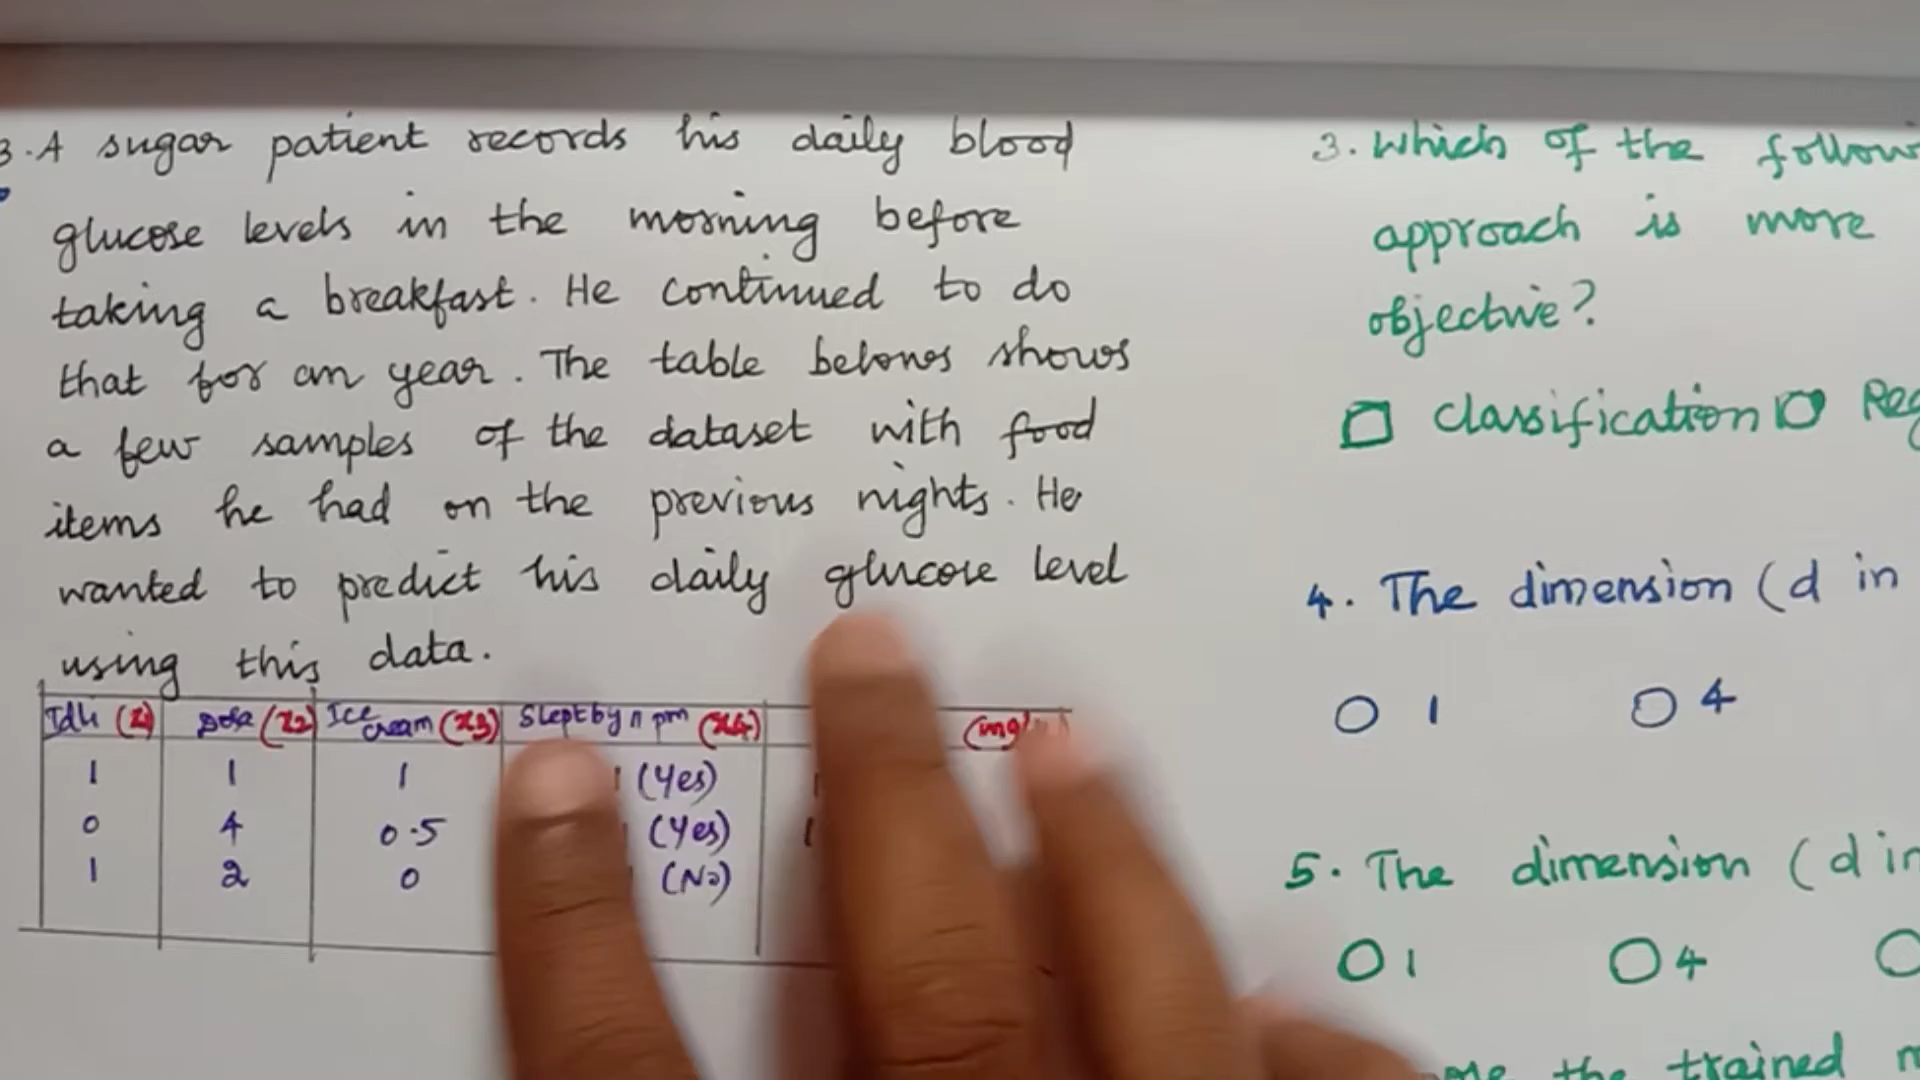 3. A sugar patient records his daily blood
glucose levels in the morning before
taking a breakfast. He continued to do
that for an year. The table belows shows
a few samples of the dataset with food
items he had on the previous nights. He
wanted to predict his daily glucose level
using this data.
Idli (x1) Dosa (x2) Ice cream (x3) Slept by 11 pm (x4)
1 1 1 1 (Yes)
0 4 0.5 (Yes)
1 2 0 (No)
3. Which of the
approach is more
objective?
Classification
4. The dimension (d in
1 4
5. The dimension (d in
1 4
the trained